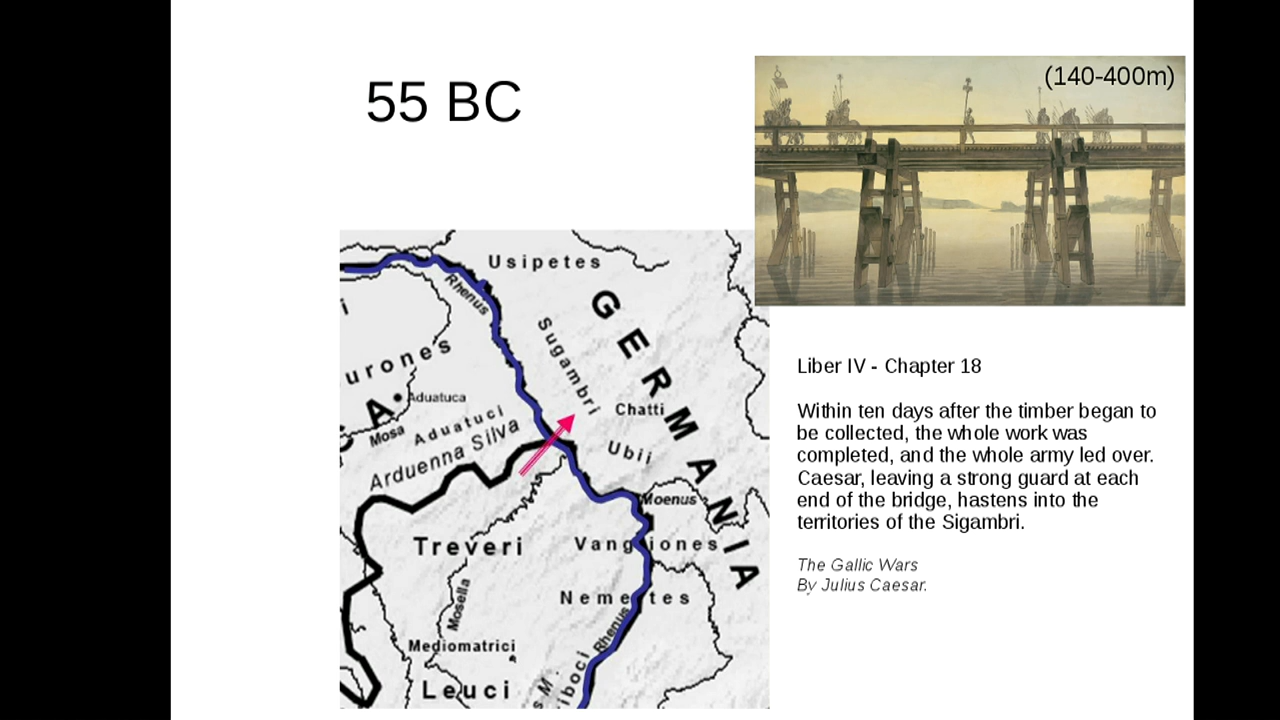 55 BC
(140-400m)
Usipetes
Rhenus
GERMANIA
Sugambri
i
urones
Aduatuca
A
Chatti
Mosa
Aduatuci
Arduenna Silva
Ubii
Moenus
Treveri
Vangiones
Nemetes
Mosella
Rhenus
Mediomatrici
iboci
s M.
Leuci
Liber IV - Chapter 18
Within ten days after the timber began to
be collected, the whole work was
completed, and the whole army led over.
Caesar, leaving a strong guard at each
end of the bridge, hastens into the
territories of the Sigambri.
The Gallic Wars
By Julius Caesar.